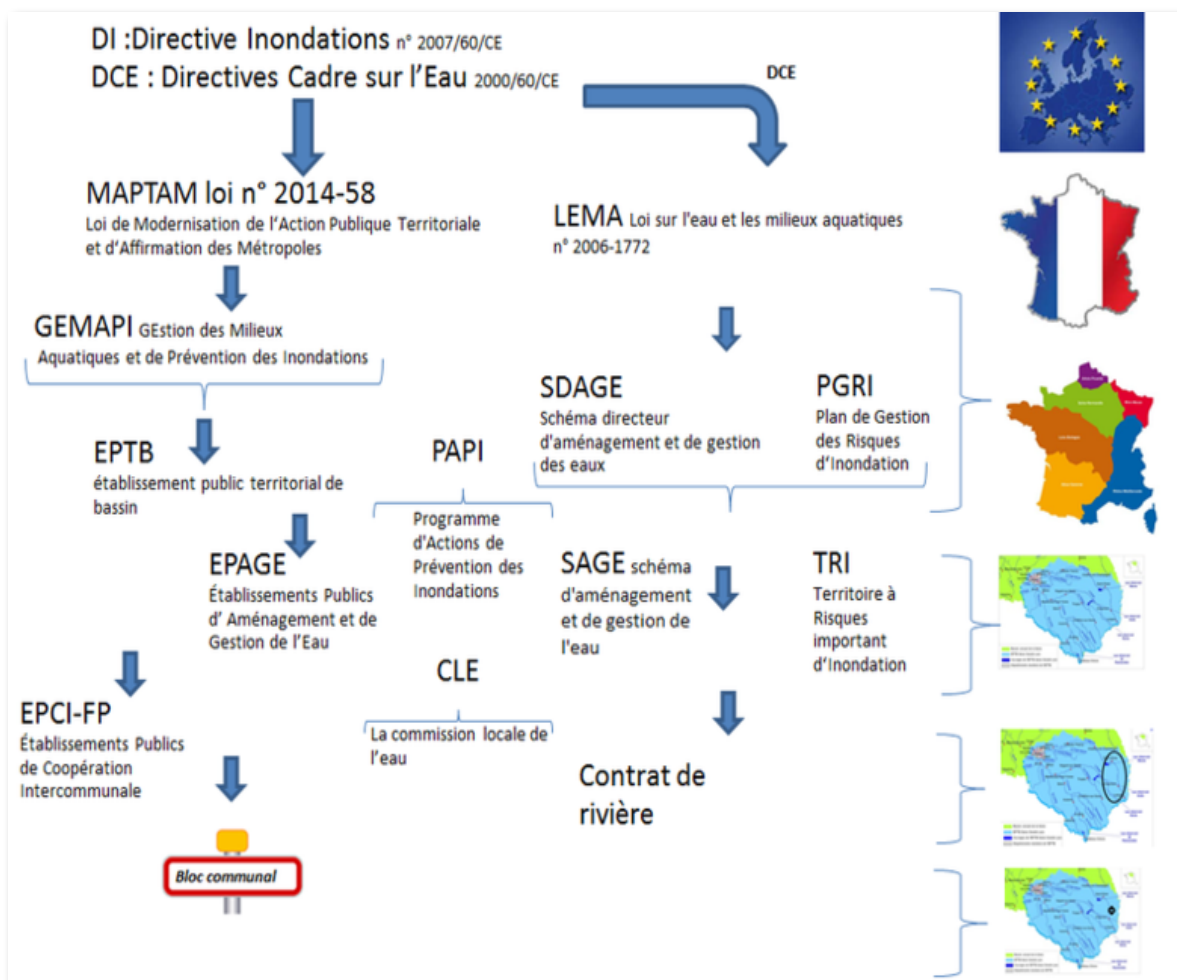 DI :Directive Inondations n° 2007/60/CE
DCE : Directives Cadre sur l'Eau 2000/60/CE
DCE
MAPTAM loi n° 2014-58
Loi de Modernisation de l'Action Publique Territoriale
et d'Affirmation des Métropoles
LEMA Loi sur l'eau et les milieux aquatiques
n° 2006-1772
GEMAPI GEstion des Milieux
Aquatiques et de Prévention des Inondations
SDAGE
Schéma directeur
d'aménagement et de gestion
des eaux
PGRI
Plan de Gestion
des Risques
d'Inondation
EPTB
établissement public territorial de
bassin
PAPI
Programme
d'Actions de
Prévention des
Inondations
EPAGE
Établissements Publics
d' Aménagement et de
Gestion de l'Eau
SAGE schéma
d'aménagement
et de gestion de
l'eau
TRI
Territoire à
Risques
important
d'Inondation
CLE
La commission locale de
l'eau
EPCI-FP
Établissements Publics
de Coopération
Intercommunale
Contrat de
rivière
Bloc communal